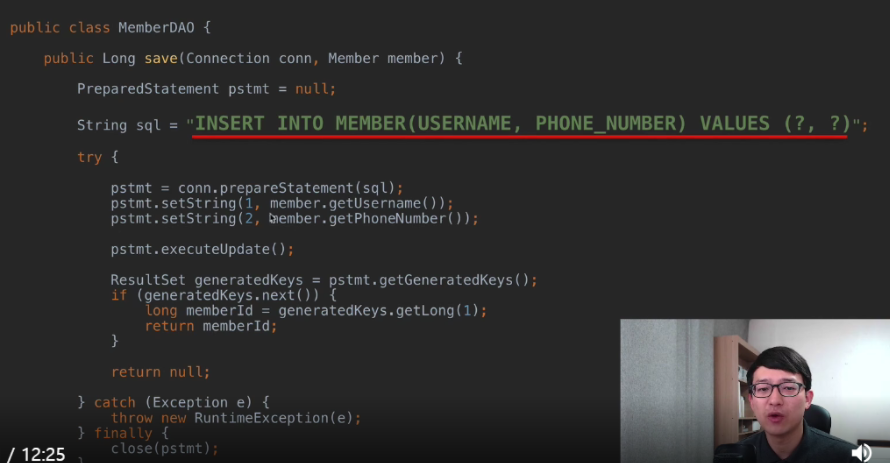 public class MemberDAO {
public Long save(Connection conn, Member member) {
PreparedStatement pstmt = null;
String sql = "INSERT INTO MEMBER(USERNAME, PHONE_NUMBER) VALUES (?, ?)";
try {
pstmt = conn.prepareStatement(sql);
pstmt.setString(1, member.getUsername());
pstmt.setString(2, member.getPhoneNumber());
pstmt.executeUpdate();
ResultSet generatedKeys = pstmt.getGeneratedKeys();
if (generatedKeys.next()) {
long memberId = generatedKeys.getLong(1);
return memberId;
}
return null;
} catch (Exception e) {
throw new RuntimeException(e);
} finally {
close(pstmt);
}
/ 12:25